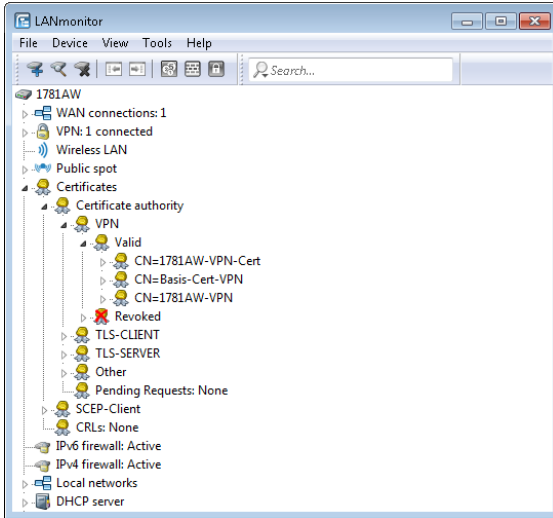 LANmonitor
File Device View Tools Help
Search...
1781AW
WAN connections: 1
VPN: 1 connected
Wireless LAN
Public spot
Certificates
Certificate authority
VPN
Valid
CN=1781AW-VPN-Cert
CN=Basis-Cert-VPN
CN=1781AW-VPN
Revoked
TLS-CLIENT
TLS-SERVER
Other
Pending Requests: None
SCEP-Client
CRLs: None
IPv6 firewall: Active
IPv4 firewall: Active
Local networks
DHCP server